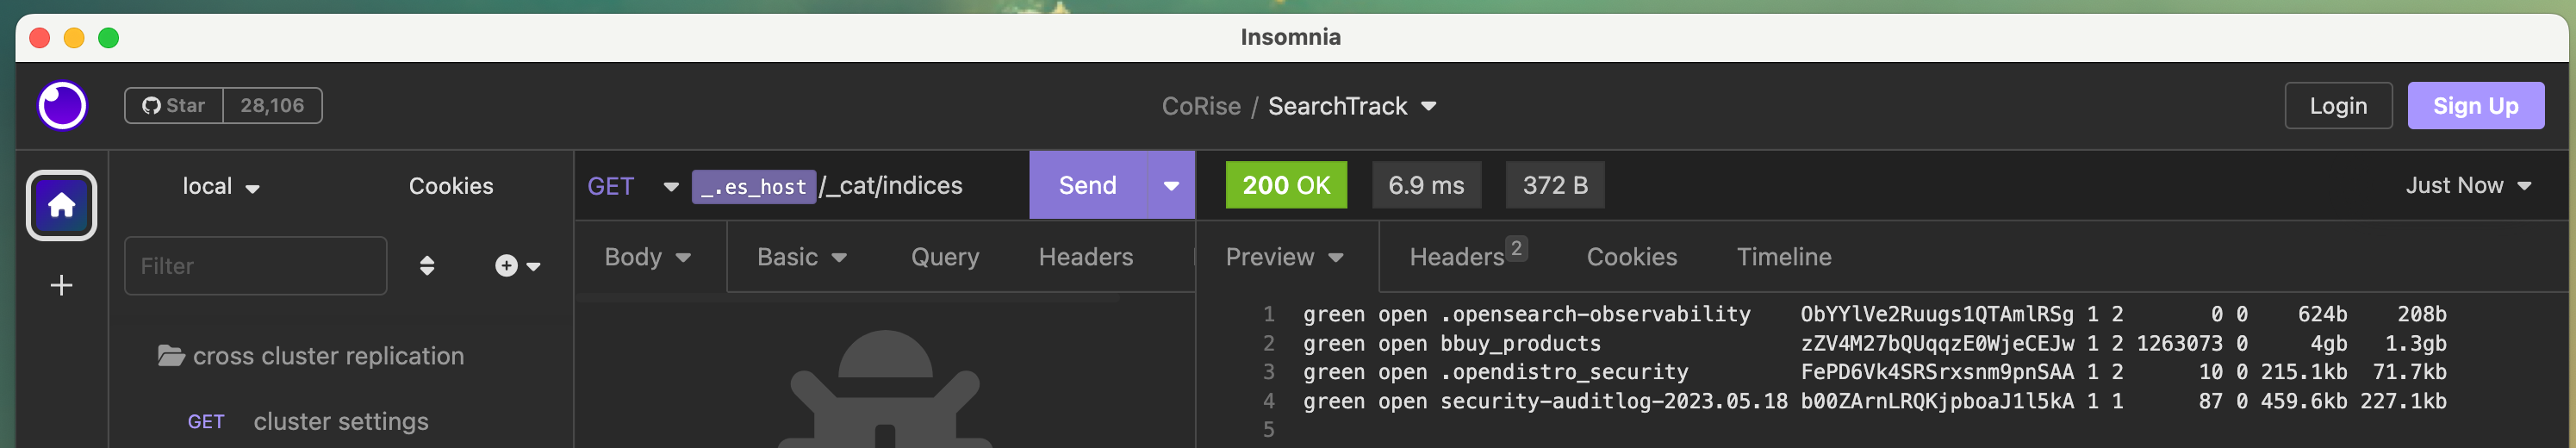 Insomnia
Star 28,106
CoRise / SearchTrack
Login
Sign Up
local
Cookies
GET _.es_host/_cat/indices
Send
200 OK
6.9 ms
372 B
Just Now
Filter
Body
Basic
Query
Headers
Preview
Headers 2
Cookies
Timeline
cross cluster replication
GET cluster settings
1 green open .opensearch-observability ObYYlVe2Ruugs1QTAmlRSg 1 2 0 0 624b 208b
2 green open bbuy_products zZV4M27bQUqqzE0WjeCEJw 1 2 1263073 0 4gb 1.3gb
3 green open .opendistro_security FePD6Vk4SRSrxsnm9pnSAA 1 2 10 0 215.1kb 71.7kb
4 green open security-auditlog-2023.05.18 b00ZArnLRQKjpboaJ1l5kA 1 1 87 0 459.6kb 227.1kb
5